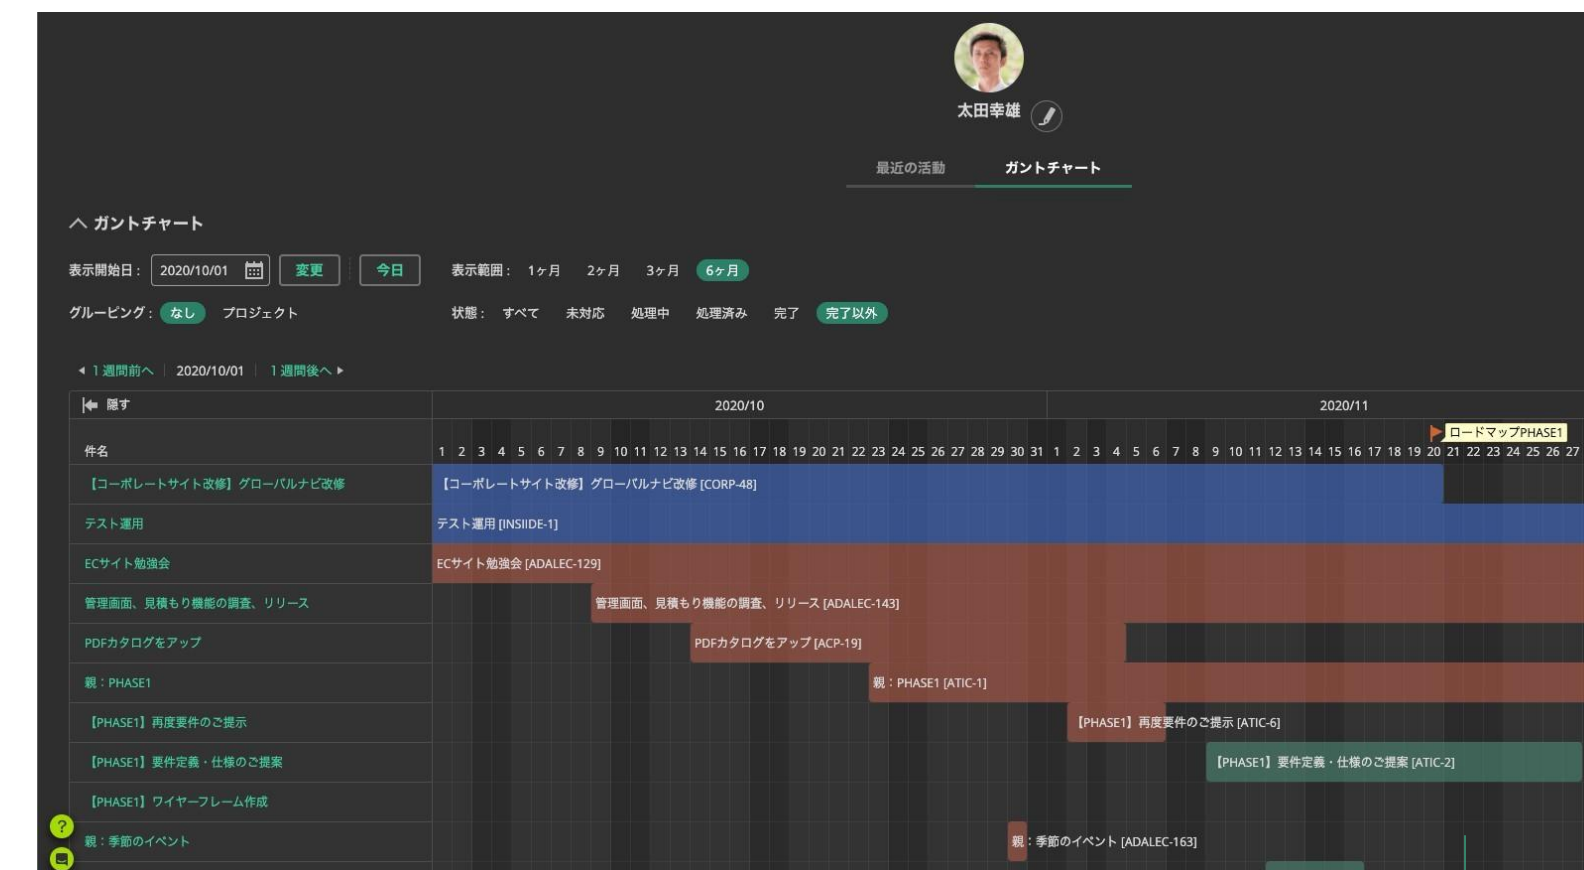 太田幸雄
最近の活動 ガントチャート
ガントチャート
表示開始日： 2020/10/01 変更 今日 表示範囲： 1ヶ月 2ヶ月 3ヶ月 6ヶ月
グルーピング： なし プロジェクト 状態： すべて 未対応 処理中 処理済み 完了 完了以外
1週間前へ 2020/10/01 1週間後へ
隠す 2020/10 2020/11
ロードマップPHASE1
件名 1 2 3 4 5 6 7 8 9 10 11 12 13 14 15 16 17 18 19 20 21 22 23 24 25 26 27 28 29 30 31 1 2 3 4 5 6 7 8 9 10 11 12 13 14 15 16 17 18 19 20 21 22 23 24 25 26 27
【コーポレートサイト改修】グローバルナビ改修 【コーポレートサイト改修】グローバルナビ改修 [CORP-48]
テスト運用 テスト運用 [INSIIDE-1]
ECサイト勉強会 ECサイト勉強会 [ADALEC-129]
管理画面、見積もり機能の調査、リリース 管理画面、見積もり機能の調査、リリース [ADALEC-143]
PDFカタログをアップ PDFカタログをアップ [ACP-19]
親：PHASE1 親：PHASE1 [ATIC-1]
【PHASE1】再度要件のご提示 【PHASE1】再度要件のご提示 [ATIC-6]
【PHASE1】要件定義・仕様のご提案 【PHASE1】要件定義・仕様のご提案 [ATIC-2]
【PHASE1】ワイヤーフレーム作成
?
親：季節のイベント 親：季節のイベント [ADALEC-163]